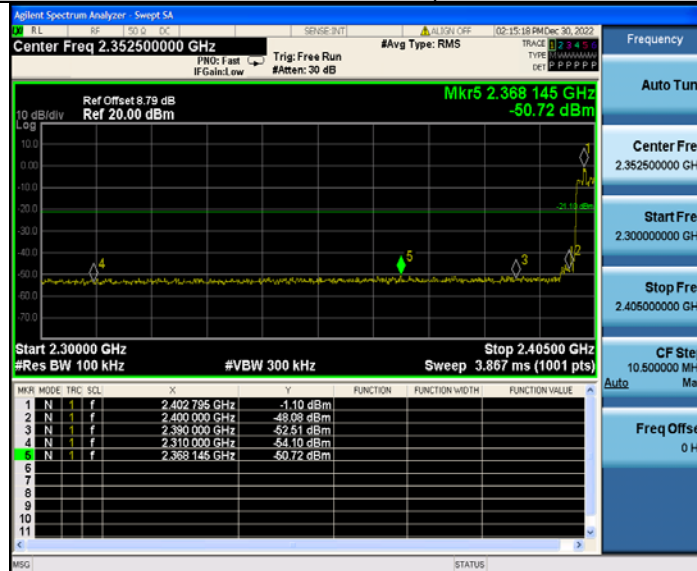 Agilent Spectrum Analyzer - Swept SA
RL RF 50 Ω DC SENSE:INT ALIGN OFF 02:15:18 PM Dec 30, 2022
Center Freq 2.352500000 GHz #Avg Type: RMS TRACE 1 2 3 4 5 6
PNO: Fast Trig: Free Run TYPE M
IFGain:Low #Atten: 30 dB DET P P P P P P
Ref Offset 8.79 dB Mkr5 2.368 145 GHz
10 dB/div Ref 20.00 dBm -50.72 dBm
Log
10.0
0.00
-10.0
-20.0
-30.0
-40.0
-50.0
-60.0
-70.0
1
-21.10 dBm
4 5 3 2
Start 2.30000 GHz Stop 2.40500 GHz
#Res BW 100 kHz #VBW 300 kHz Sweep 3.867 ms (1001 pts)
MKR MODE TRC SCL X Y FUNCTION FUNCTION WIDTH FUNCTION VALUE
1 N 1 f 2.402 795 GHz -1.10 dBm
2 N 1 f 2.400 000 GHz -48.08 dBm
3 N 1 f 2.390 000 GHz -52.51 dBm
4 N 1 f 2.310 000 GHz -54.10 dBm
5 N 1 f 2.368 145 GHz -50.72 dBm
6
7
8
9
10
11
MSG STATUS
Frequency
Auto Tun
Center Fre
2.352500000 GH
Start Fre
2.300000000 GH
Stop Fre
2.405000000 GH
CF Ste
10.500000 MH
Auto Ma
Freq Offse
0 H